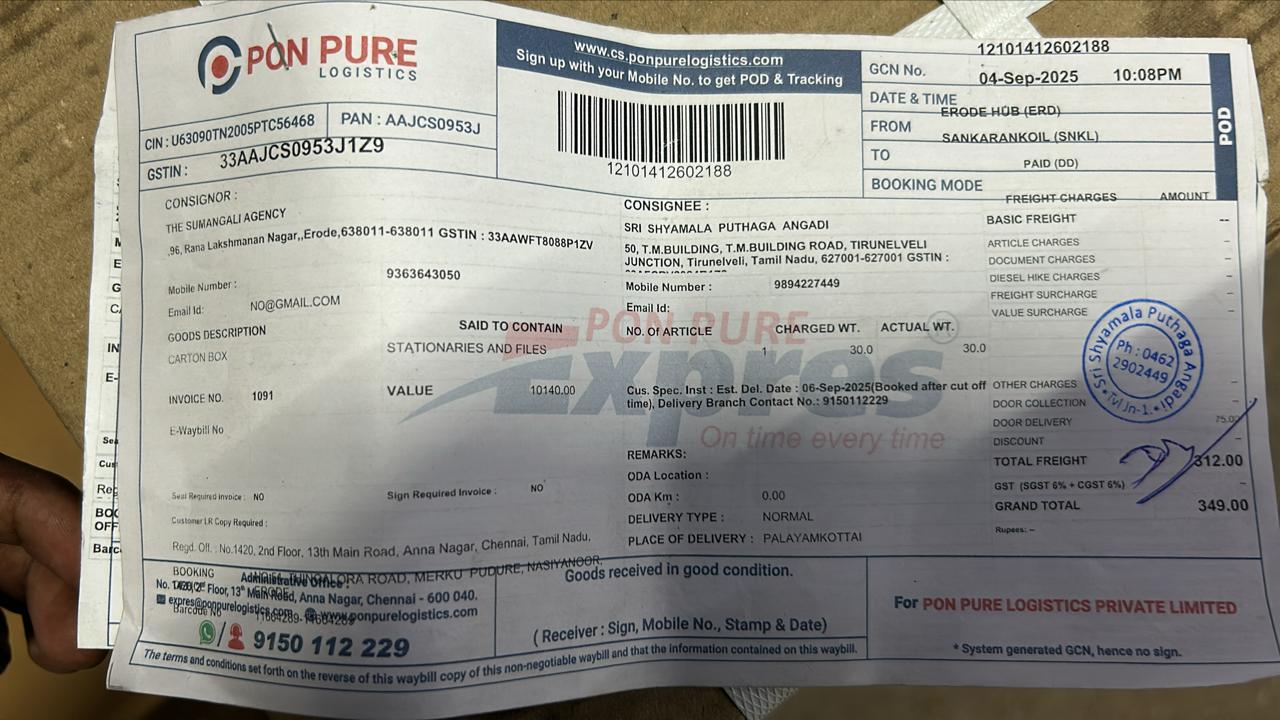 PON PURE
LOGISTICS
www.cs.ponpurelogistics.com
Sign up with your Mobile No. to get POD & Tracking
12101412602188
CIN : U63090TN2005PTC56468
PAN : AAJCS0953J
GSTIN : 33AAJCS0953J1Z9
12101412602188
GCN No.
04-Sep-2025 10:08PM
DATE & TIME
ERODE HUB (ERD)
FROM
SANKARANKOIL (SNKL)
TO
PAID (DD)
BOOKING MODE
POD
CONSIGNOR :
THE SUMANGALI AGENCY
,96, Rana Lakshmanan Nagar,,Erode,638011-638011 GSTIN : 33AAWFT8088P1ZV
9363643050
Mobile Number :
Email Id: NO@GMAIL.COM
GOODS DESCRIPTION
SAID TO CONTAIN
CARTON BOX
STATIONARIES AND FILES
INVOICE NO. 1091
VALUE 10140.00
E-Waybill No
Seal Required Invoice : NO
Sign Required Invoice : NO
Customer LR Copy Required :
Regd. Off. : No.1420, 2nd Floor, 13th Main Road, Anna Nagar, Chennai, Tamil Nadu,
CONSIGNEE :
SRI SHYAMALA PUTHAGA ANGADI
50, T.M.BUILDING, T.M.BUILDING ROAD, TIRUNELVELI
JUNCTION, Tirunelveli, Tamil Nadu, 627001-627001 GSTIN :
Mobile Number : 9894227449
Email Id:
NO. OF ARTICLE CHARGED WT. ACTUAL WT.
1 30.0 30.0
PON PURE
Expres
On time every time
Cus. Spec. Inst : Est. Del. Date : 06-Sep-2025(Booked after cut off
time), Delivery Branch Contact No.: 9150112229
REMARKS:
ODA Location :
ODA Km : 0.00
DELIVERY TYPE : NORMAL
PLACE OF DELIVERY : PALAYAMKOTTAI
FREIGHT CHARGES AMOUNT
BASIC FREIGHT --
ARTICLE CHARGES
DOCUMENT CHARGES
DIESEL HIKE CHARGES
FREIGHT SURCHARGE
VALUE SURCHARGE
OTHER CHARGES
DOOR COLLECTION
DOOR DELIVERY 75.00
DISCOUNT
TOTAL FREIGHT 312.00
GST (SGST 6% + CGST 6%)
GRAND TOTAL 349.00
Rupees: --
Sri Shyamala Puthaga Angadi
Ph : 0462
2902449
Tvl Jn-1.
BOOKING
ROAD, MERKU PUDURE, NASIYANOOR,
Administrative Office :
No. 1420, 2nd Floor, 13th Main Road, Anna Nagar, Chennai - 600 040.
expres@ponpurelogistics.com www.ponpurelogistics.com
Barcode No
9150 112 229
Goods received in good condition.
( Receiver : Sign, Mobile No., Stamp & Date)
The terms and conditions set forth on the reverse of this waybill copy of this non-negotiable waybill and that the information contained on this waybill.
For PON PURE LOGISTICS PRIVATE LIMITED
* System generated GCN, hence no sign.